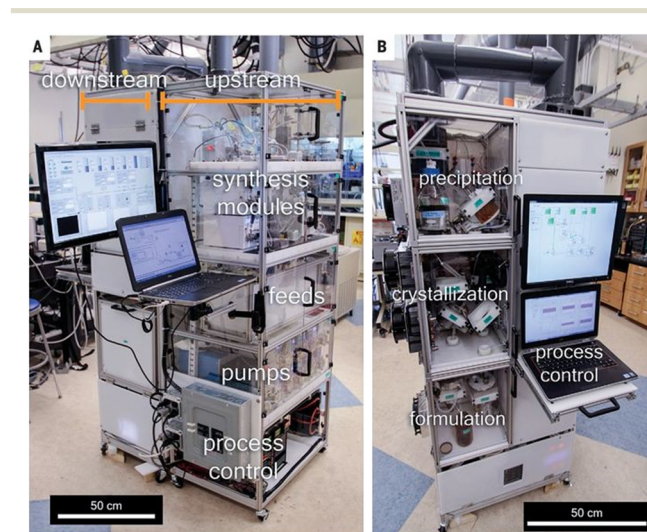 A
downstream
upstream
synthesis
modules
feeds
pumps
process
control
50 cm
B
precipitation
crystallization
process
control
formulation
50 cm